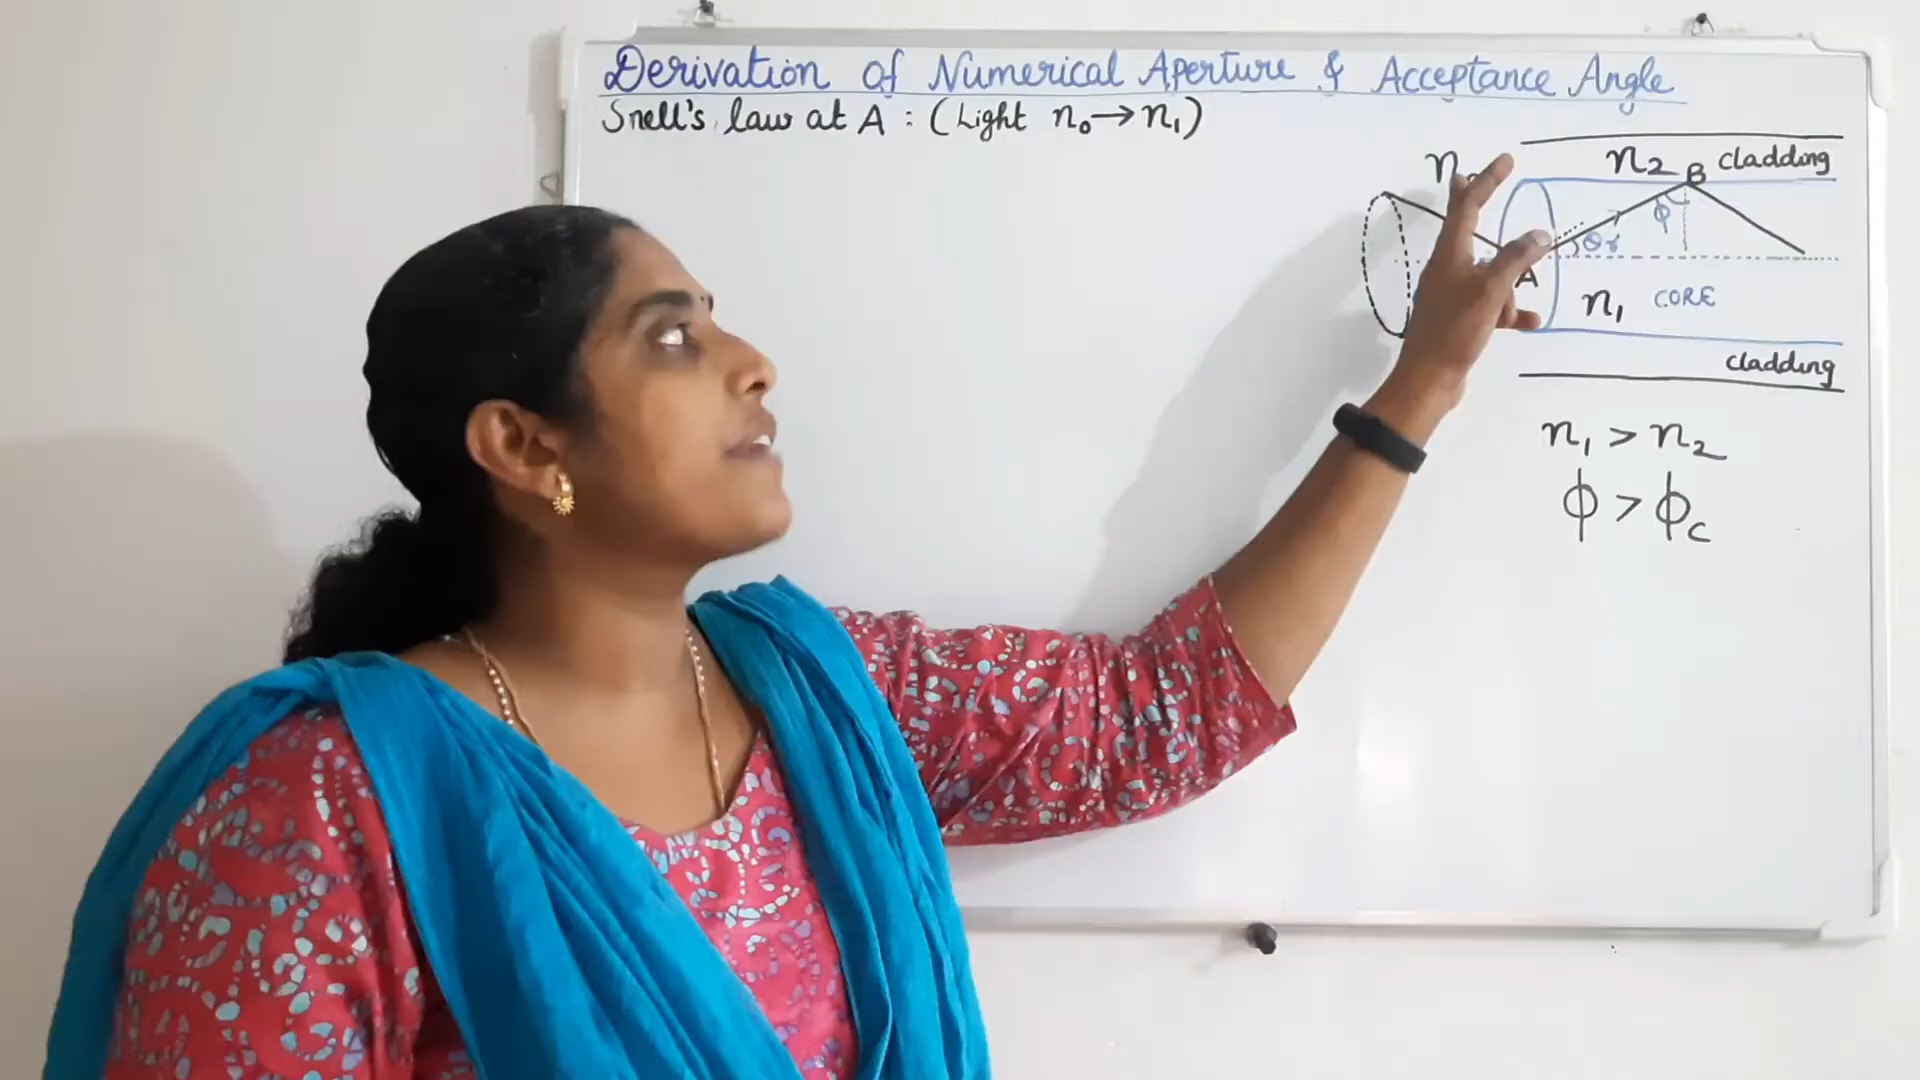 Derivation of Numerical Aperture & Acceptance Angle
Snell's law at A : (Light n₀→n₁)
n₂ B cladding
ϕ
θr
A
n₁ CORE
cladding
n₁ > n₂
ϕ > ϕc